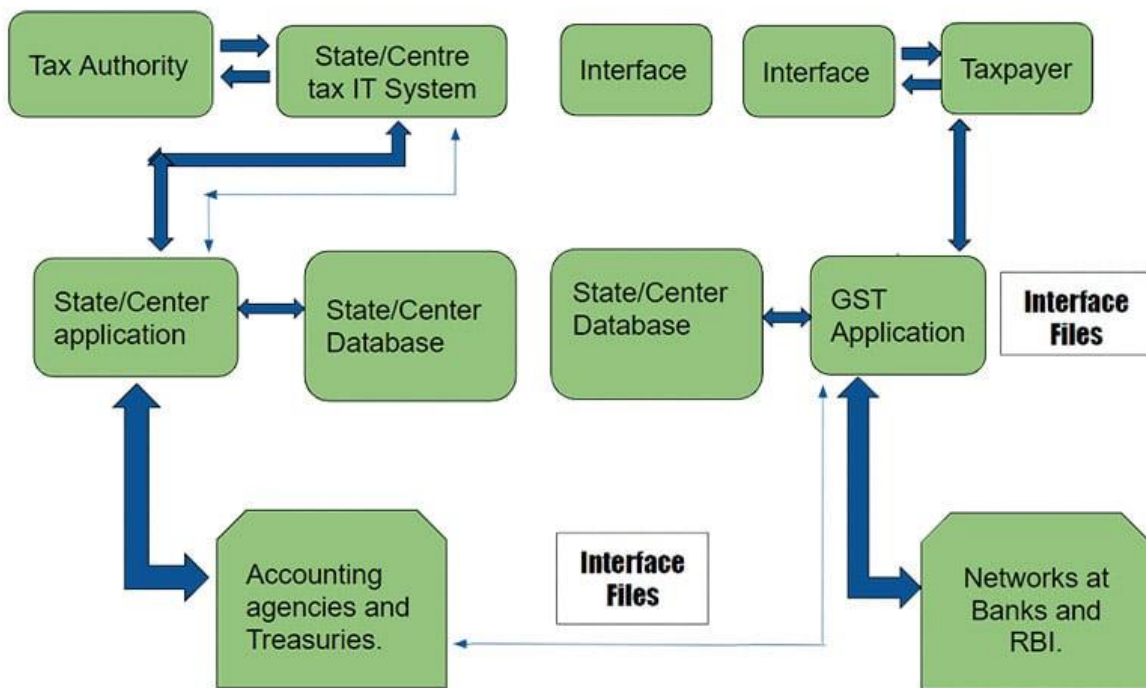 Tax Authority
State/Centre
tax IT System
Interface
Interface
Taxpayer
State/Center
application
State/Center
Database
State/Center
Database
GST
Application
Interface
Files
Accounting
agencies and
Treasuries.
Interface
Files
Networks at
Banks and
RBI.